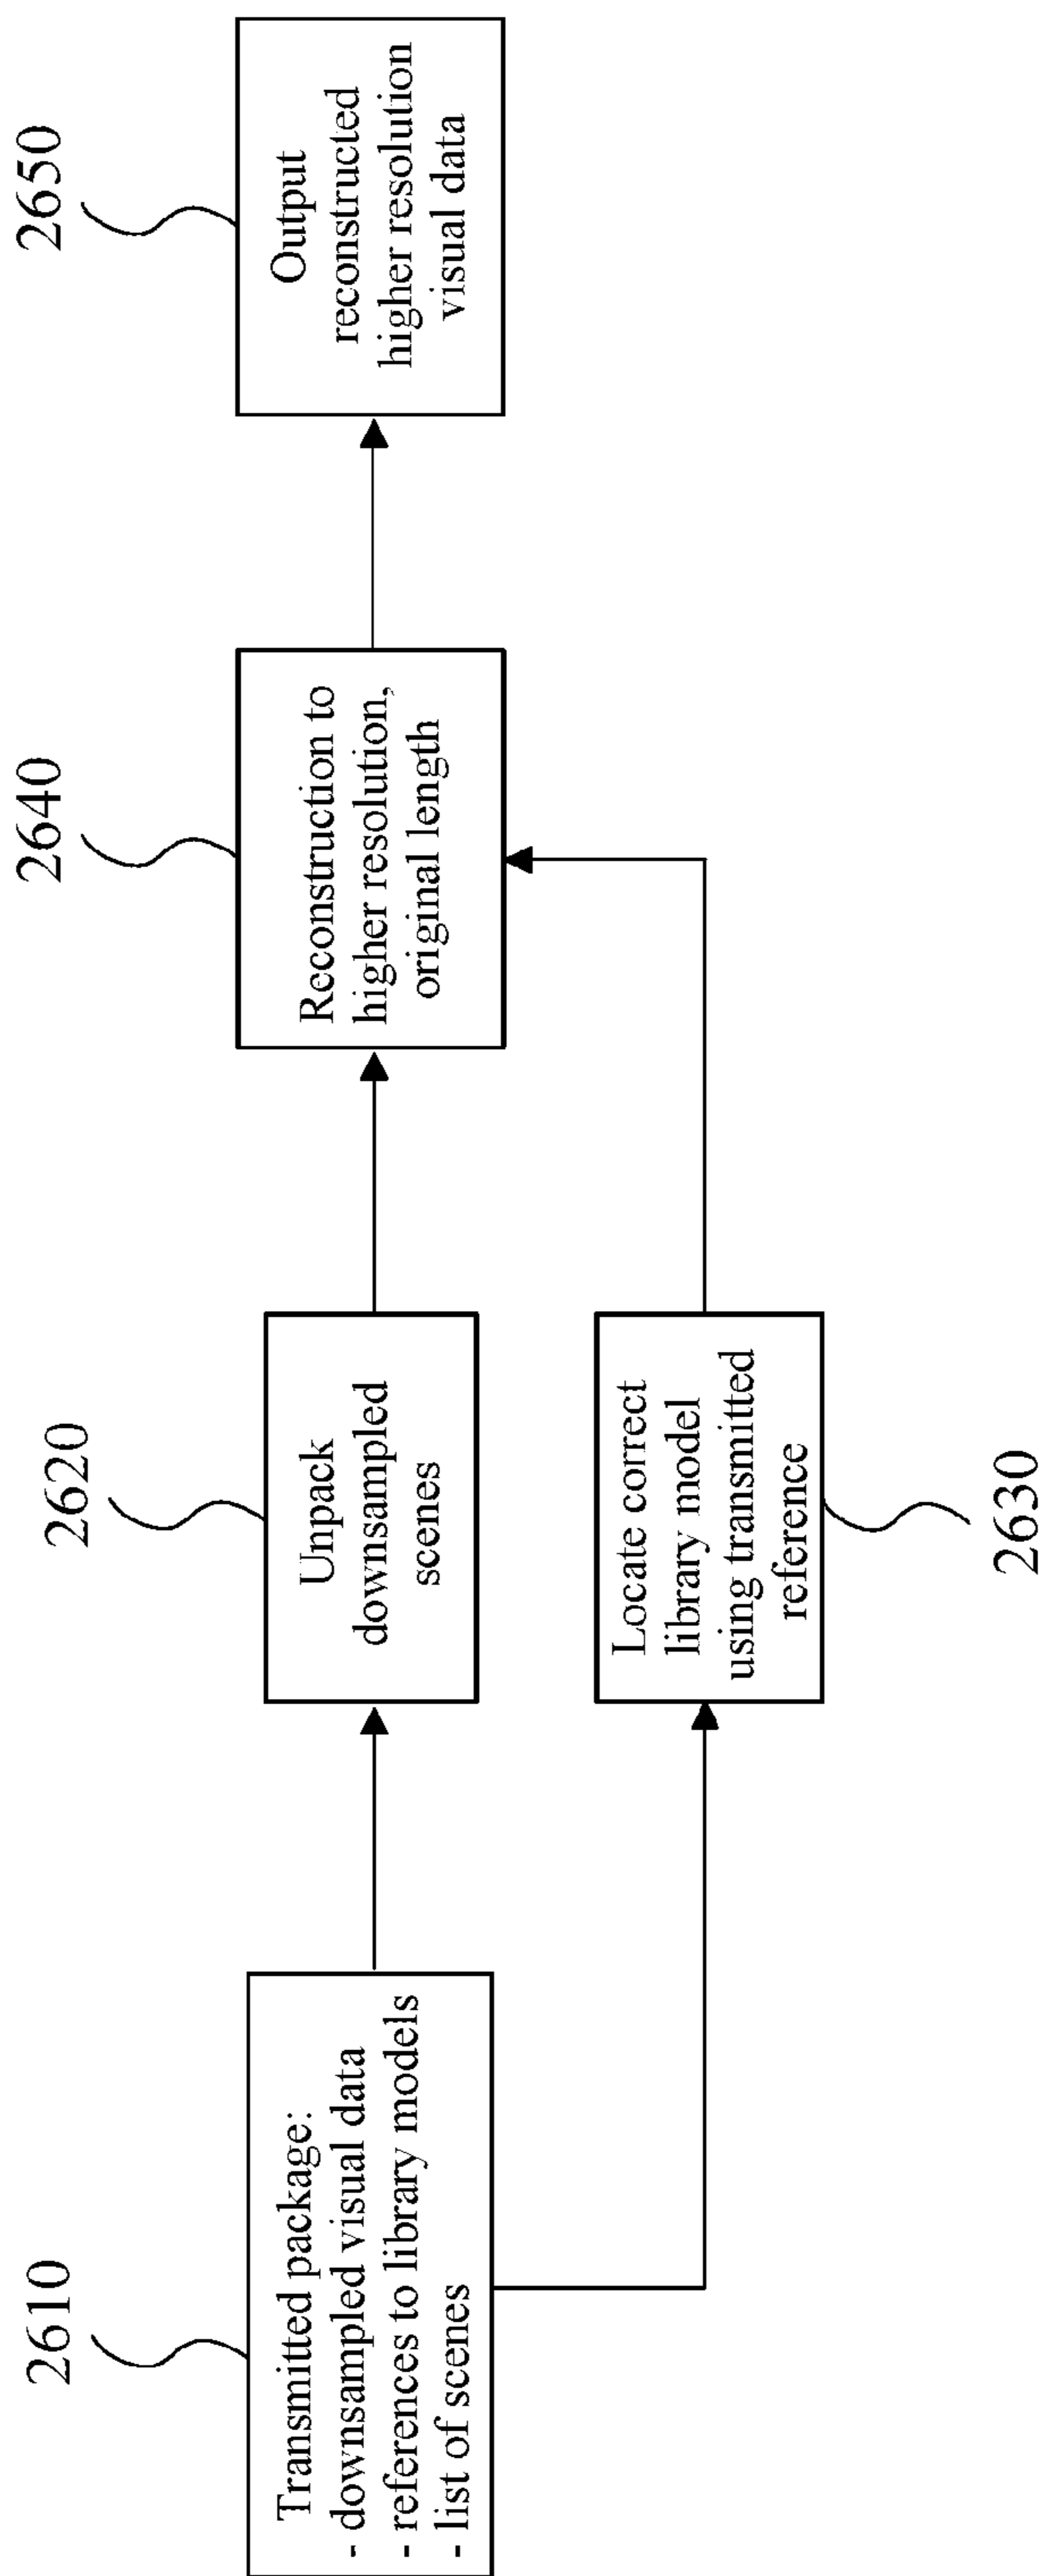 2610
Transmitted package:
- downsampled visual data
- references to library models
- list of scenes
2620
Unpack
downsampled
scenes
Locate correct
library model
using transmitted
reference
2630
2640
Reconstruction to
higher resolution,
original length
2650
Output
reconstructed
higher resolution
visual data